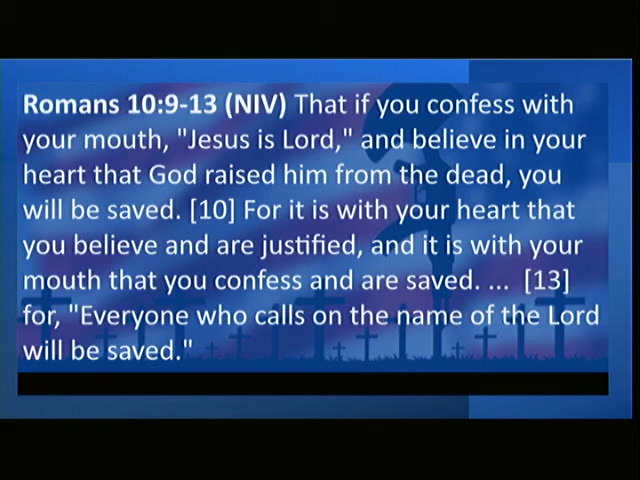 Romans 10:9-13 (NIV) That if you confess with
your mouth, "Jesus is Lord," and believe in your
heart that God raised him from the dead, you
will be saved. [10] For it is with your heart that
you believe and are justified, and it is with your
mouth that you confess and are saved. ... [13]
for, "Everyone who calls on the name of the Lord
will be saved."